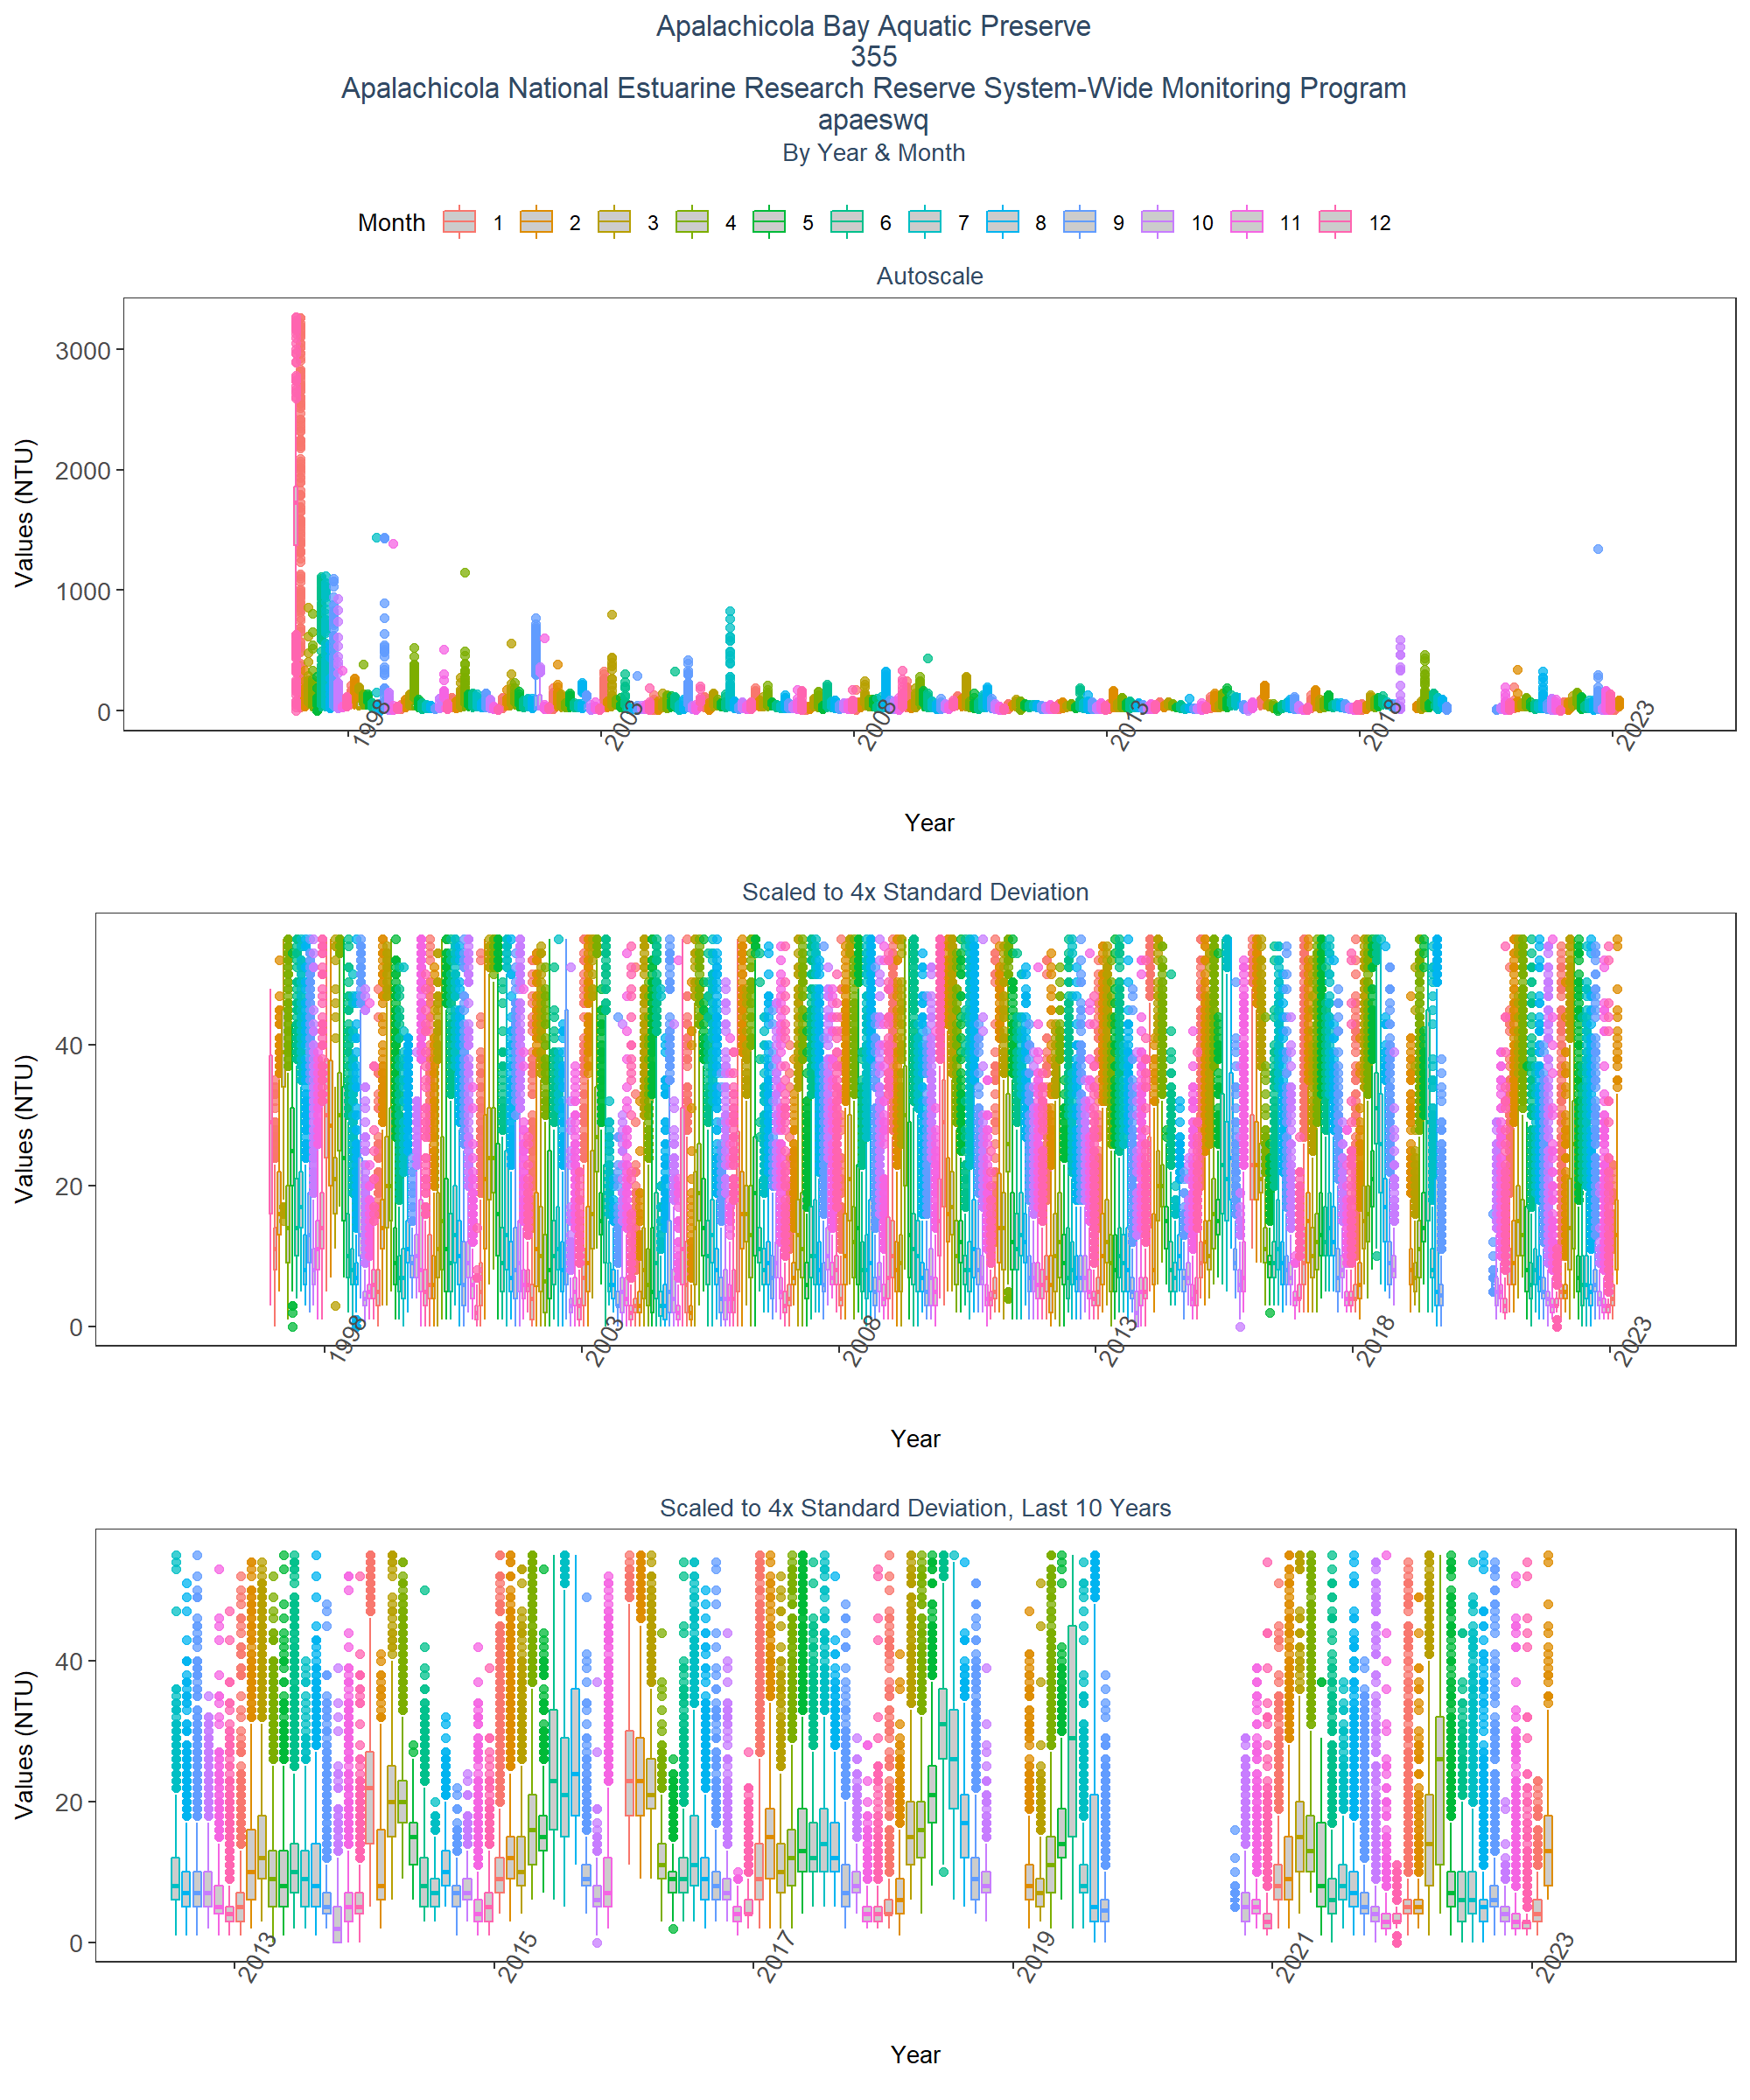 Apalachicola Bay Aquatic Preserve
355
Apalachicola National Estuarine Research Reserve System-Wide Monitoring Program
apaeswq
By Year & Month
Month 1 2 3 4 5 6 7 8 9 10 11 12
Autoscale
Values (NTU)
3000
2000
1000
0
1998 2003 2008 2013 2018 2023
Year
Scaled to 4x Standard Deviation
Values (NTU)
40
20
0
1998 2003 2008 2013 2018 2023
Year
Scaled to 4x Standard Deviation, Last 10 Years
Values (NTU)
40
20
0
2013 2015 2017 2019 2021 2023
Year